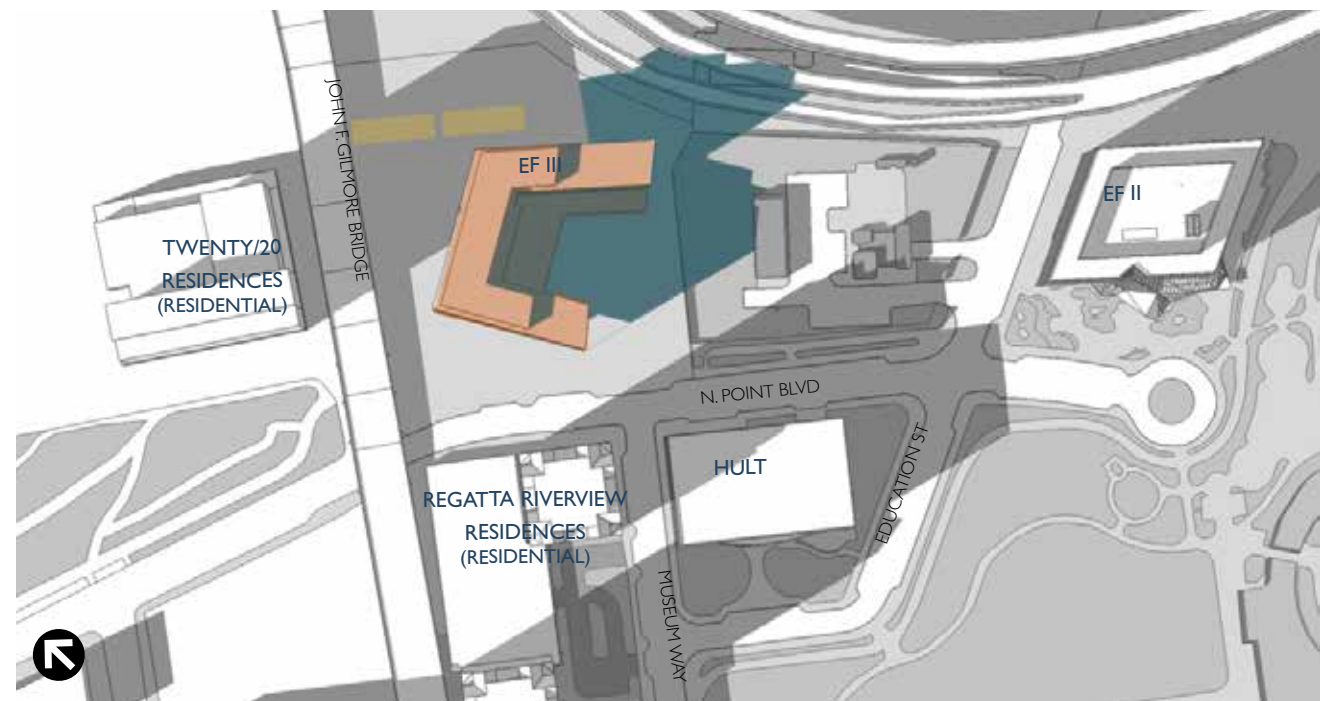 JOHN F. GILMORE BRIDGE
EF III
EF II
TWENTY/20
RESIDENCES
(RESIDENTIAL)
N. POINT BLVD
HULT
EDUCATION ST
REGATTA RIVERVIEW
RESIDENCES
(RESIDENTIAL)
MUSEUM WAY